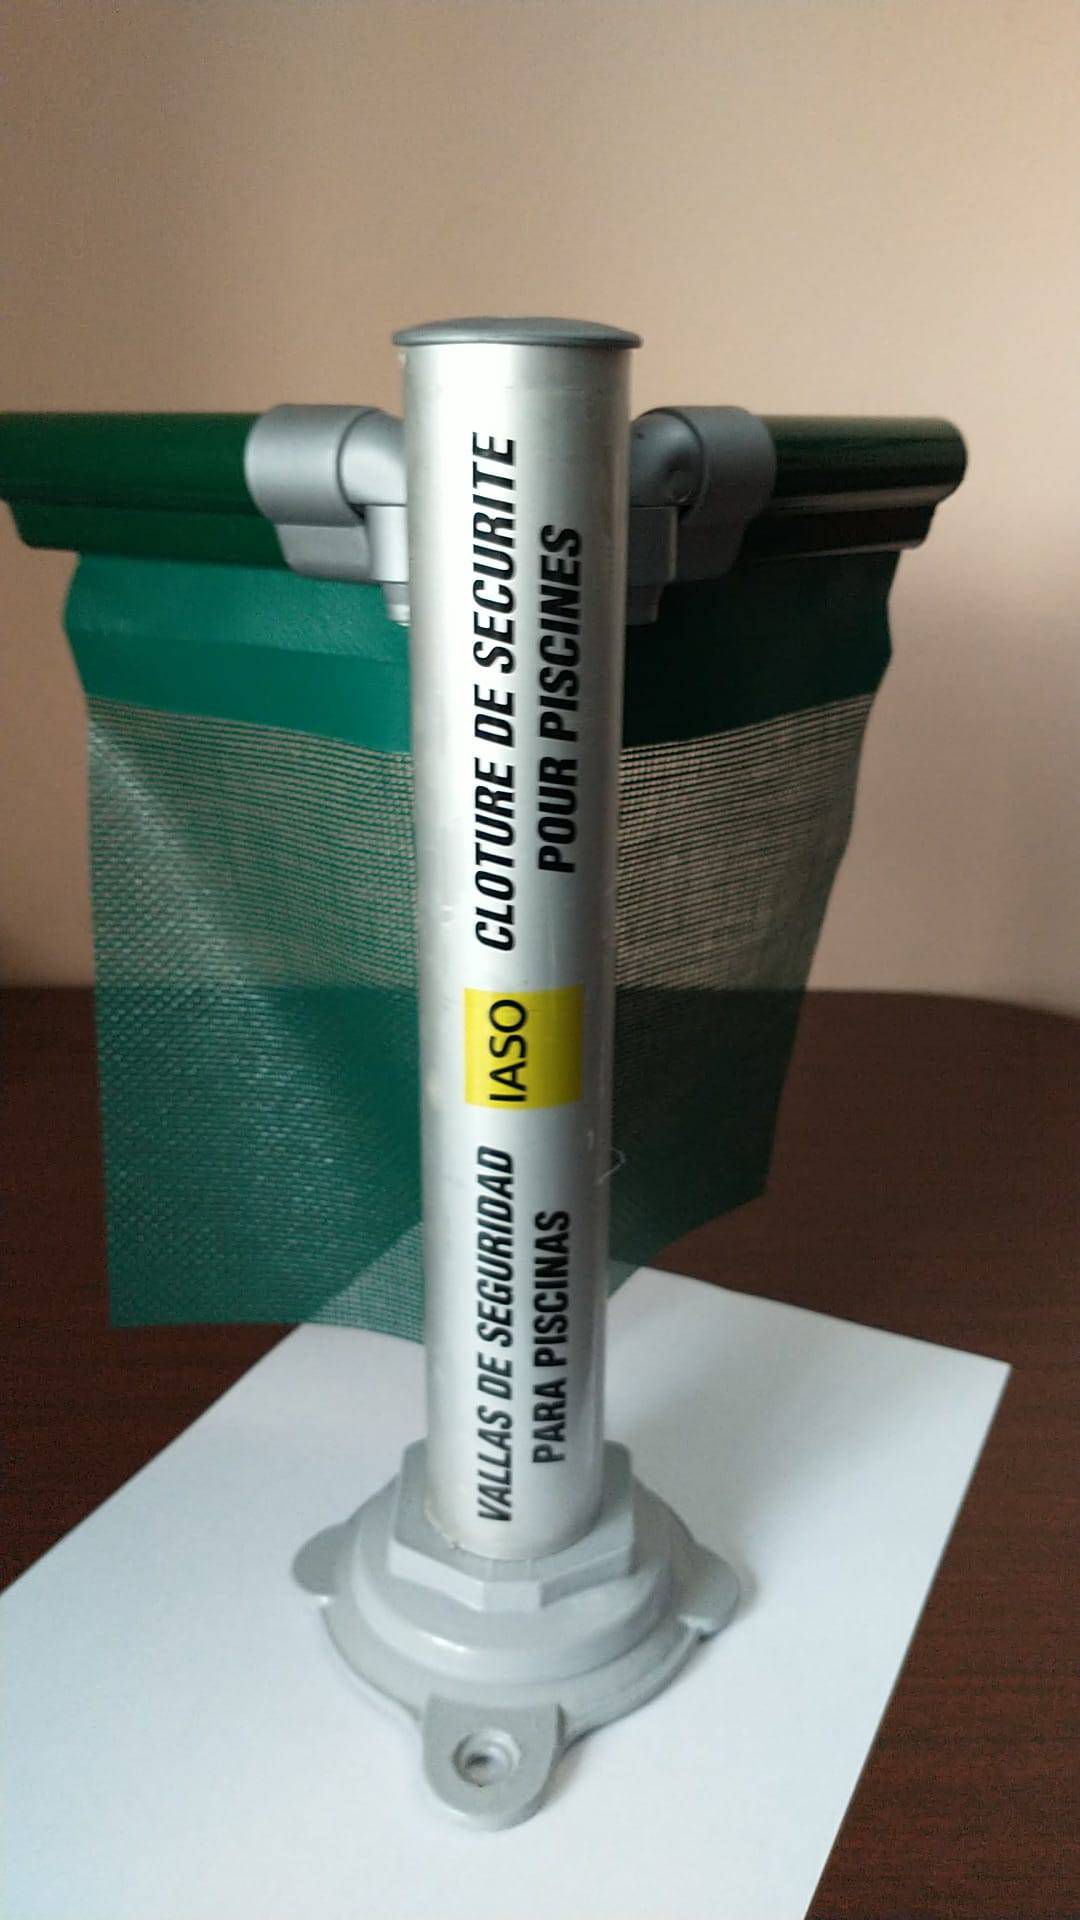 VALLAS DE SEGURIDAD
PARA PISCINAS
IASO
CLOTURE DE SECURITE
POUR PISCINES